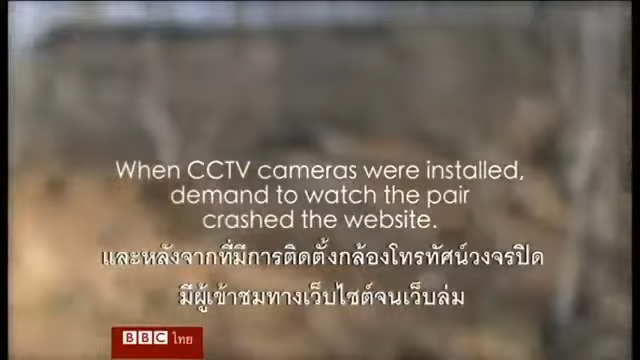 When CCTV cameras were installed,
demand to watch the pair
crashed the website.
และหลังจากที่มีการติดตั้งกล้องโทรทัศน์วงจรปิด
มีผู้เข้าชมทางเว็บไซต์จนเว็บล่ม
BBC ไทย